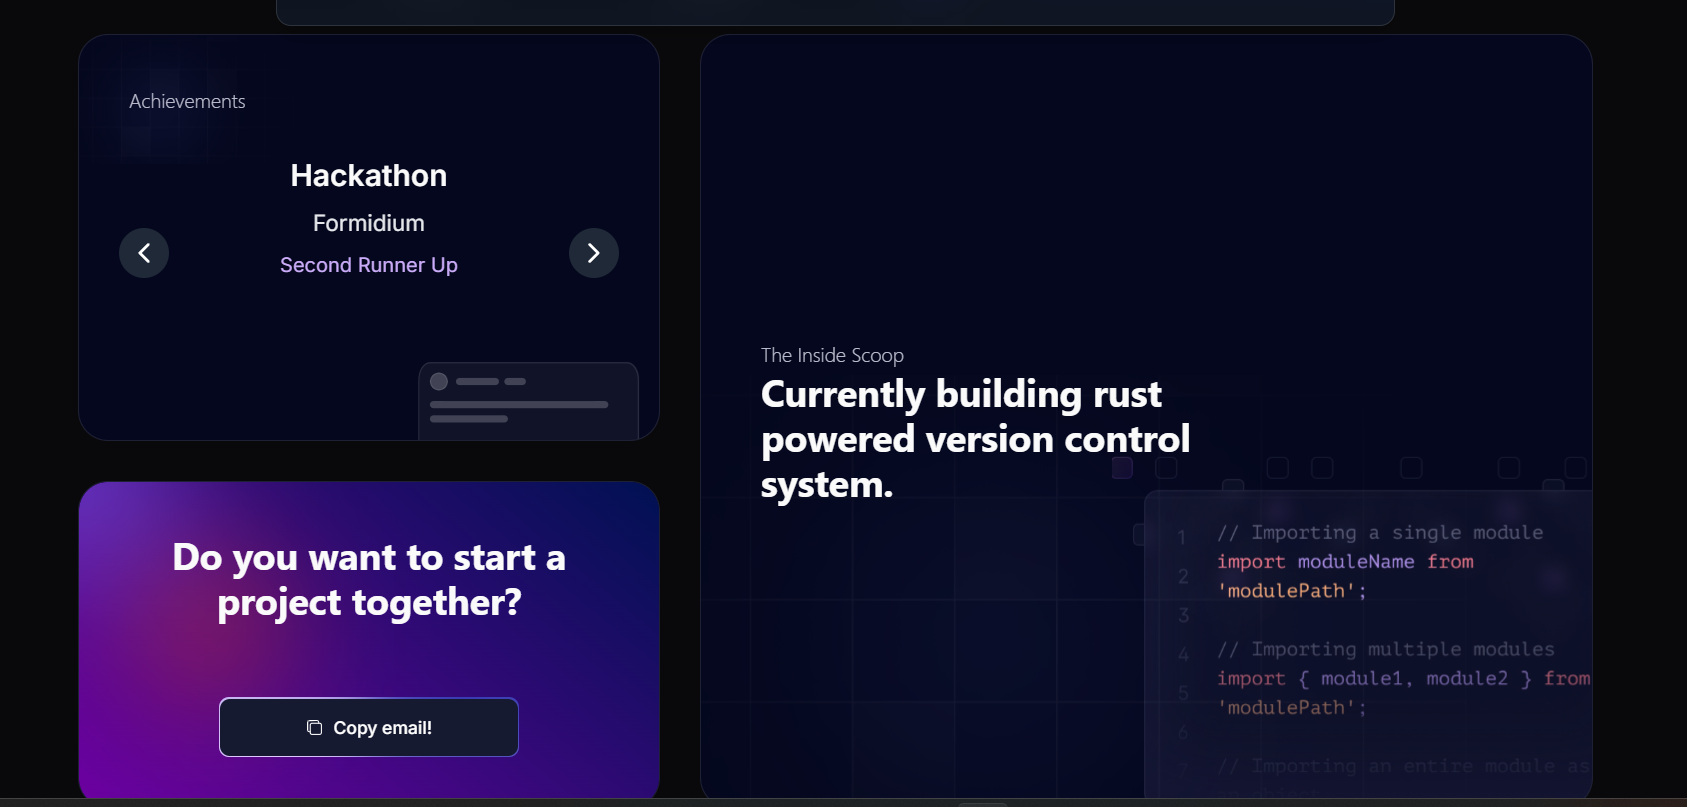 Achievements
Hackathon
Formidium
Second Runner Up
Do you want to start a
project together?
Copy email!
The Inside Scoop
Currently building rust
powered version control
system.
1 // Importing a single module
import moduleName from
2 'modulePath';
3
4 // Importing multiple modules
5 import { module1, module2 } from
'modulePath';
6
7 // Importing an entire module as
an object